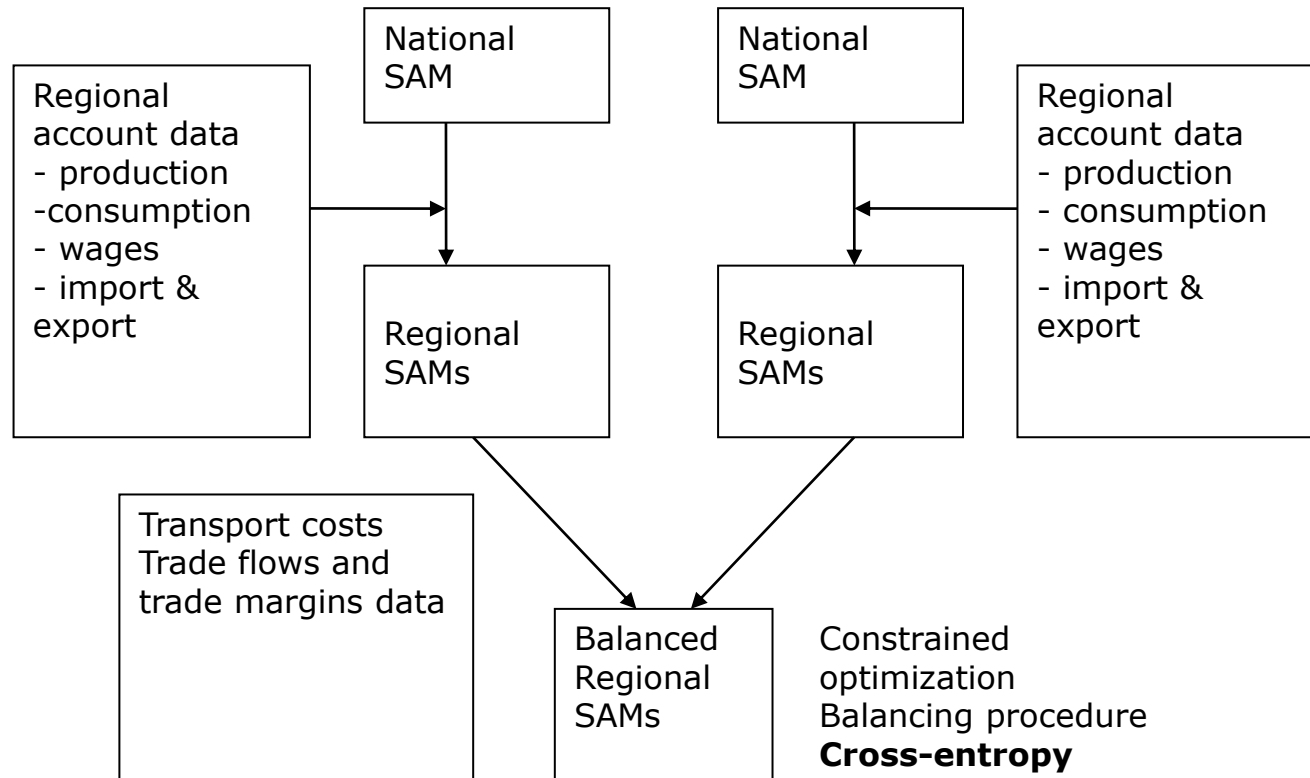 National
SAM
National
SAM
Regional
account data
- production
-consumption
- wages
- import &
export
Regional
account data
- production
- consumption
- wages
- import &
export
Regional
SAMs
Regional
SAMs
Transport costs
Trade flows and
trade margins data
Balanced
Regional
SAMs
Constrained
optimization
Balancing procedure
Cross-entropy